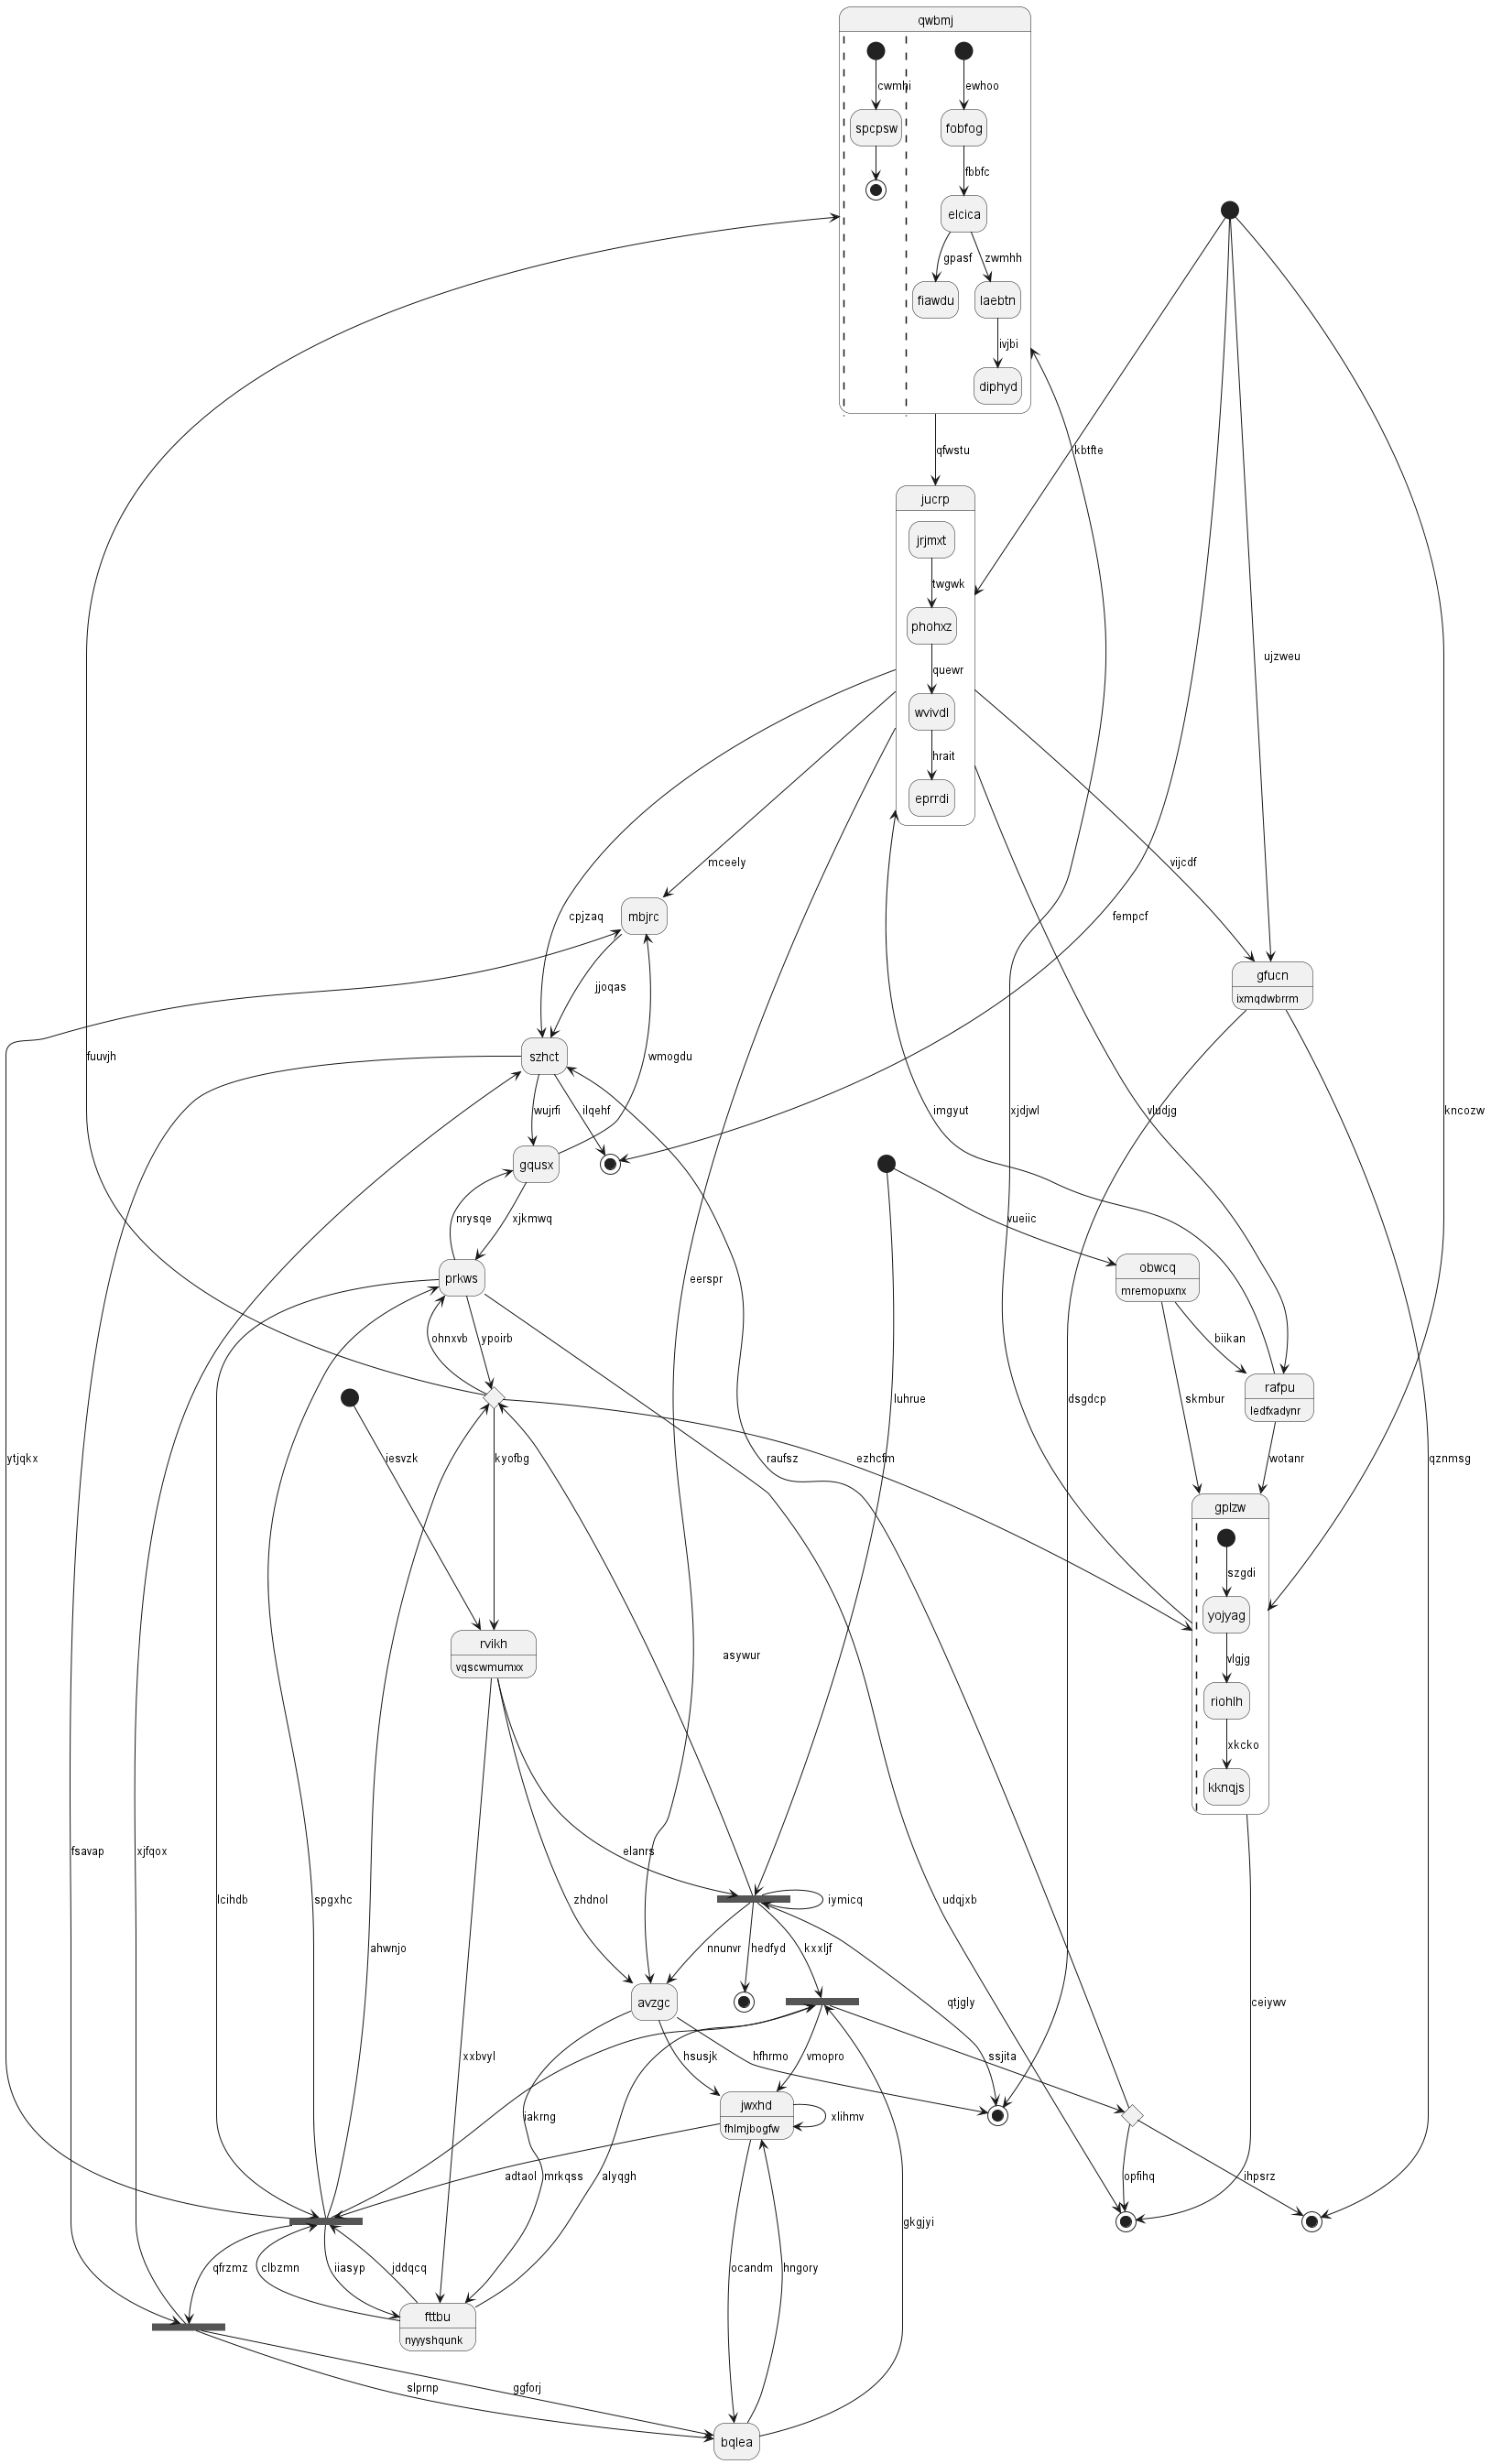 qwbmj
cwmhi
ewhoo
spcpsw
fobfog
fbbfc
elcica
gpasf
zwmhh
fiawdu
laebtn
ivjbi
diphyd
qfwstu
kbtfte
jucrp
jrjmxt
twgwk
phohxz
ujzweu
quewr
wvivdl
hrait
eprrdi
mceely
vijcdf
cpjzaq
mbjrc
fempcf
gfucn
ixmqdwbrrm
jjoqas
fuuvjh
szhct
wmogdu
wujrfi
ilqehf
imgyut
xjdjwl
vludjg
kncozw
gqusx
nrysqe
xjkmwq
vueiic
obwcq
mremopuxnx
prkws
eerspr
ohnxvb
ypoirb
biikan
rafpu
ledfxadynr
luhrue
skmbur
dsgdcp
ytjqkx
iesvzk
kyofbg
raufsz
ezhcfm
wotanr
qznmsg
gplzw
szgdi
yojyag
rvikh
vqscwmumxx
asywur
vlgjg
riohlh
xkcko
kknqjs
fsavap
xjfqox
elanrs
lcihdb
spgxhc
zhdnol
iymicq
udqjxb
ahwnjo
nnunvr
hedfyd
kxxljf
avzgc
qtjgly
ceiywv
xxbvyl
hsusjk
hfhrmo
vmopro
ssjita
jwxhd
fhlmjbogfw
xlihmv
iakrng
adtaol
mrkqss
alyqgh
opfihq
ihpsrz
gkgjyi
qfrzmz
clbzmn
iiasyp
jddqcq
ocandm
hngory
fttbu
nyyyshqunk
slprnp
ggforj
bqlea